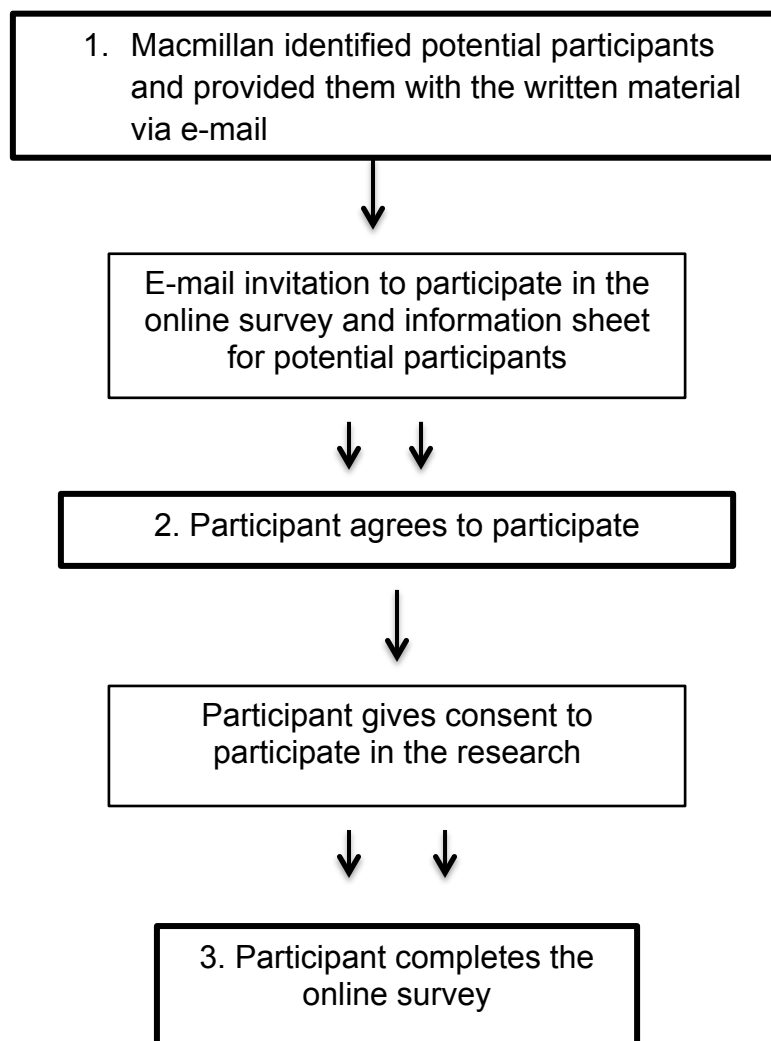 1. Macmillan identified potential participants
and provided them with the written material
via e-mail
E-mail invitation to participate in the
online survey and information sheet
for potential participants
2. Participant agrees to participate
Participant gives consent to
participate in the research
3. Participant completes the
online survey